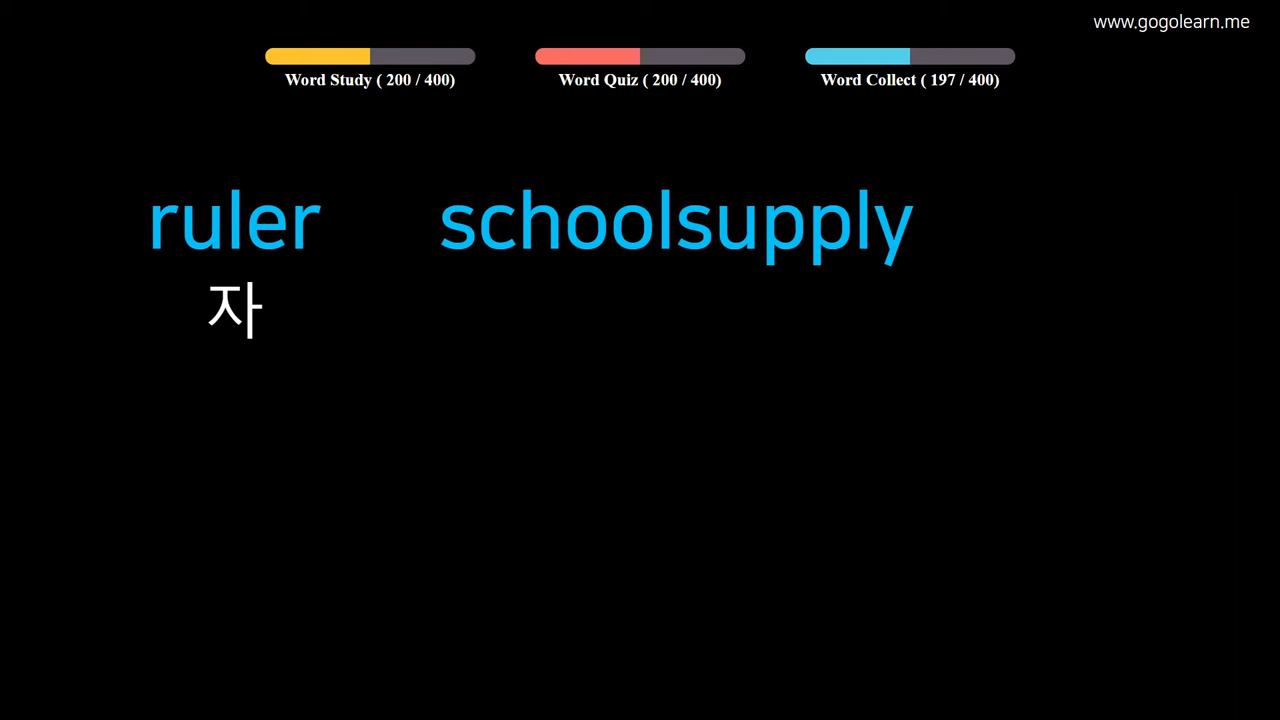 www.gogolearn.me
Word Study ( 200 / 400) Word Quiz ( 200 / 400) Word Collect ( 197 / 400)
ruler schoolsupply
자